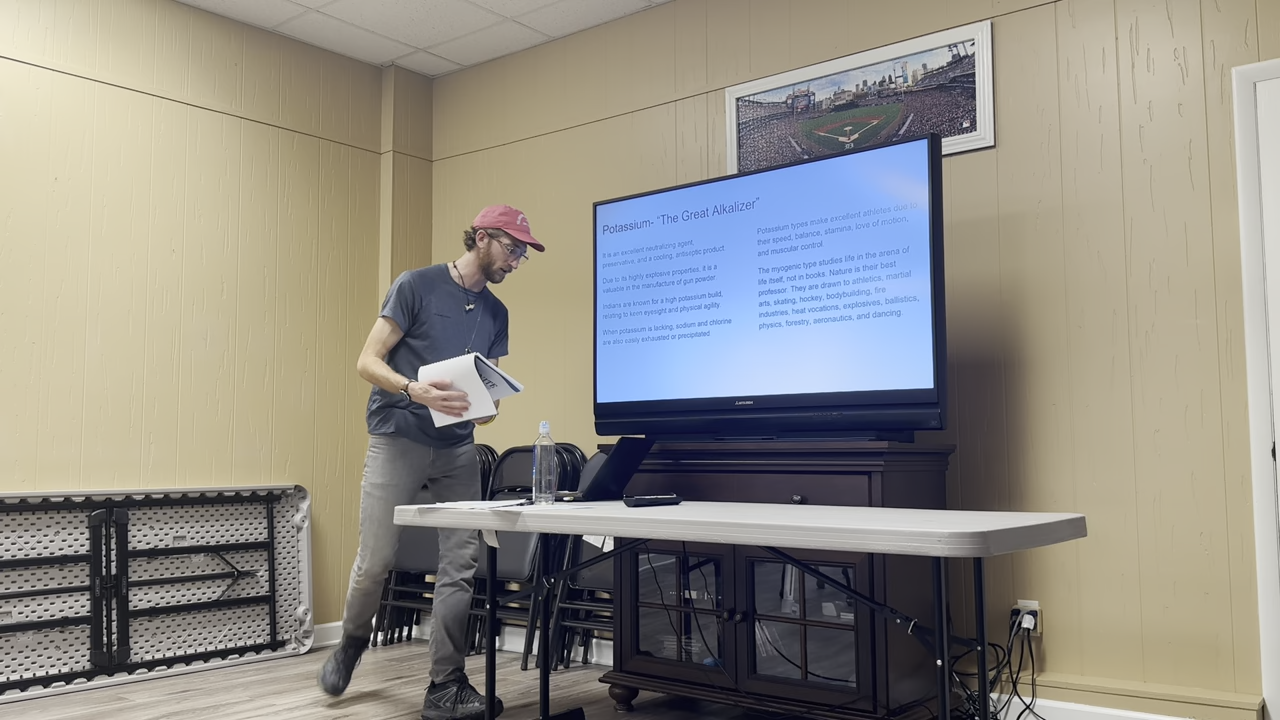 Potassium- “The Great Alkalizer”
It is an excellent neutralizing agent,
preservative, and a cooling, antiseptic product.
Due to its highly explosive properties, it is a
valuable in the manufacture of gun powder.
Indians are known for a high potassium build,
relating to keen eyesight and physical agility.
When potassium is lacking, sodium and chlorine
are also easily exhausted or precipitated
Potassium types make excellent athletes due to
their speed, balance, stamina, love of motion,
and muscular control.
The myogenic type studies life in the arena of
life itself, not in books. Nature is their best
professor. They are drawn to athletics, martial
arts, skating, hockey, bodybuilding, fire
industries, heat vocations, explosives, ballistics,
physics, forestry, aeronautics, and dancing
MITSUBISHI